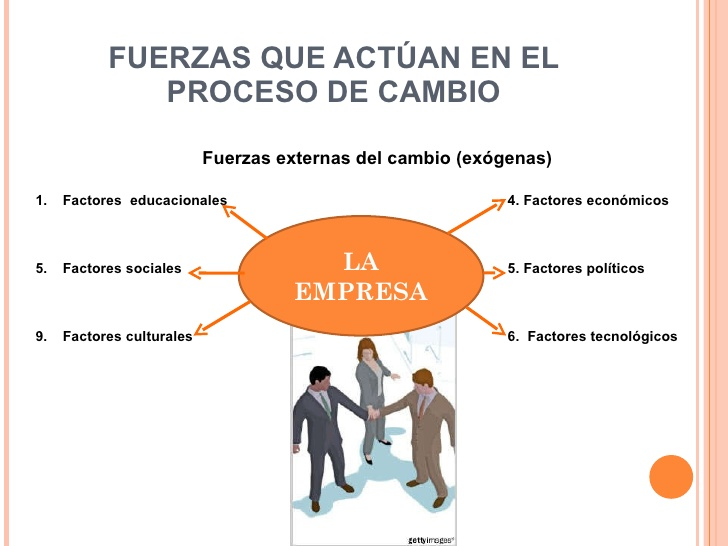 FUERZAS QUE ACTÚAN EN EL
PROCESO DE CAMBIO
Fuerzas externas del cambio (exógenas)
1. Factores educacionales
4. Factores económicos
LA
EMPRESA
5. Factores sociales
5. Factores políticos
9. Factores culturales
6. Factores tecnológicos
gettyimages®